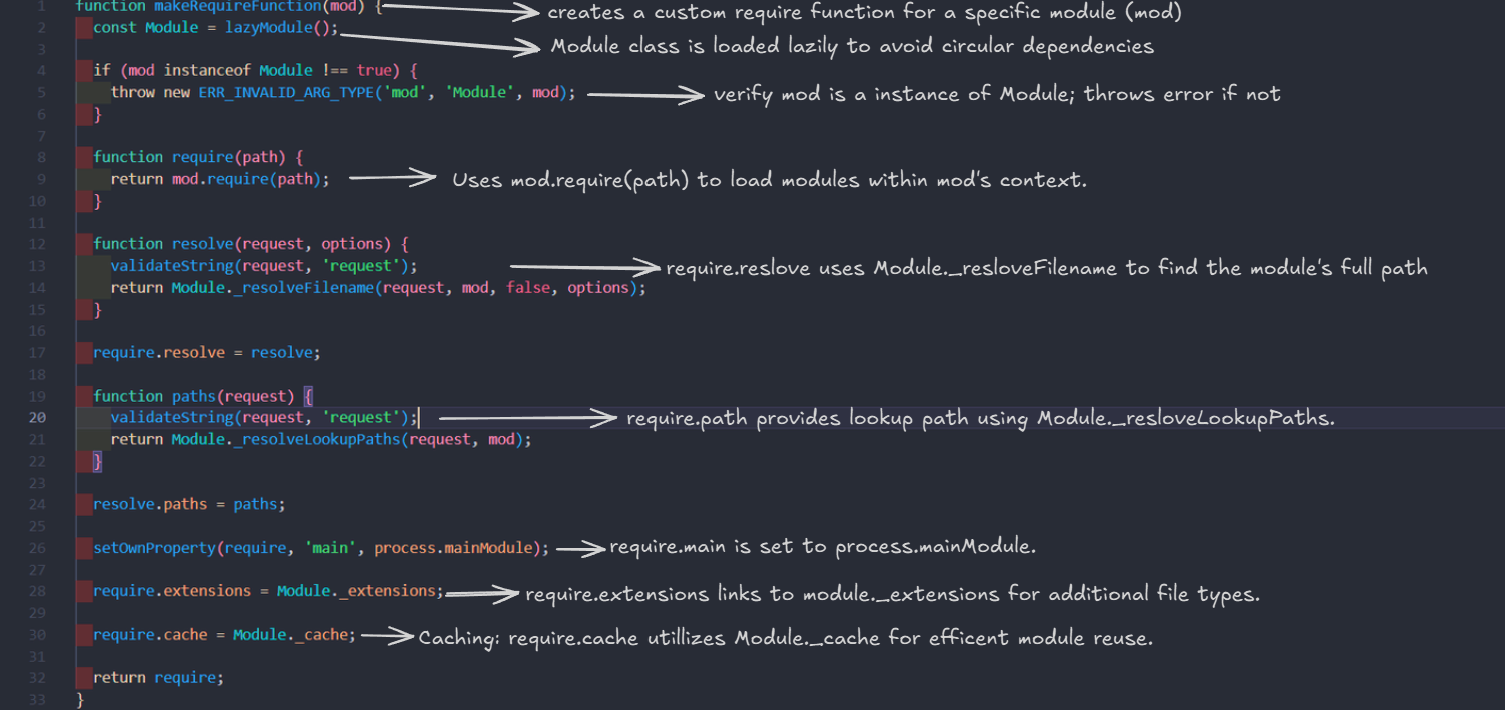 1 function makeRequireFunction(mod) { creates a custom require function for a specific module (mod)
2 const Module = lazyModule(); Module class is loaded lazily to avoid circular dependencies
3
4 if (mod instanceof Module !== true) {
5 throw new ERR_INVALID_ARG_TYPE('mod', 'Module', mod); verify mod is a instance of Module; throws error if not
6 }
7
8 function require(path) {
9 return mod.require(path); Uses mod.require(path) to load modules within mod's context.
10 }
11
12 function resolve(request, options) {
13 validateString(request, 'request'); require.reslove uses Module._resloveFilename to find the module's full path
14 return Module._resolveFilename(request, mod, false, options);
15 }
16
17 require.resolve = resolve;
18
19 function paths(request) {
20 validateString(request, 'request'); require.path provides lookup path using Module._resloveLookupPaths.
21 return Module._resolveLookupPaths(request, mod);
22 }
23
24 resolve.paths = paths;
25
26 setOwnProperty(require, 'main', process.mainModule); require.main is set to process.mainModule.
27
28 require.extensions = Module._extensions; require.extensions links to module._extensions for additional file types.
29
30 require.cache = Module._cache; Caching: require.cache utillizes Module._cache for efficent module reuse.
31
32 return require;
33 }